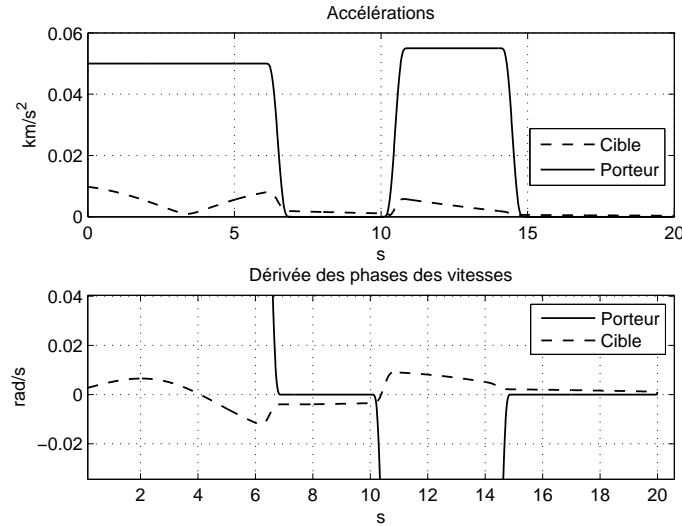 Accélérations
0.06
0.04
0.02
0
km/s²
Cible
Porteur
0 5 10 15 20
s
Dérivée des phases des vitesses
0.04
0.02
0
−0.02
rad/s
Porteur
Cible
2 4 6 8 10 12 14 16 18 20
s